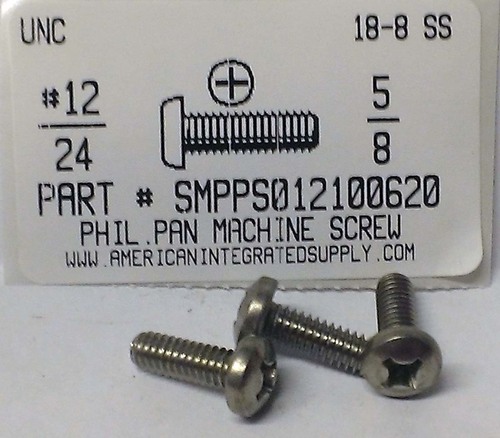 UNC 18-8 SS
#12/24 5/8
PART # SMPPS012100620
PHIL.PAN MACHINE SCREW
WWW.AMERICANINTEGRATEDSUPPLY.COM